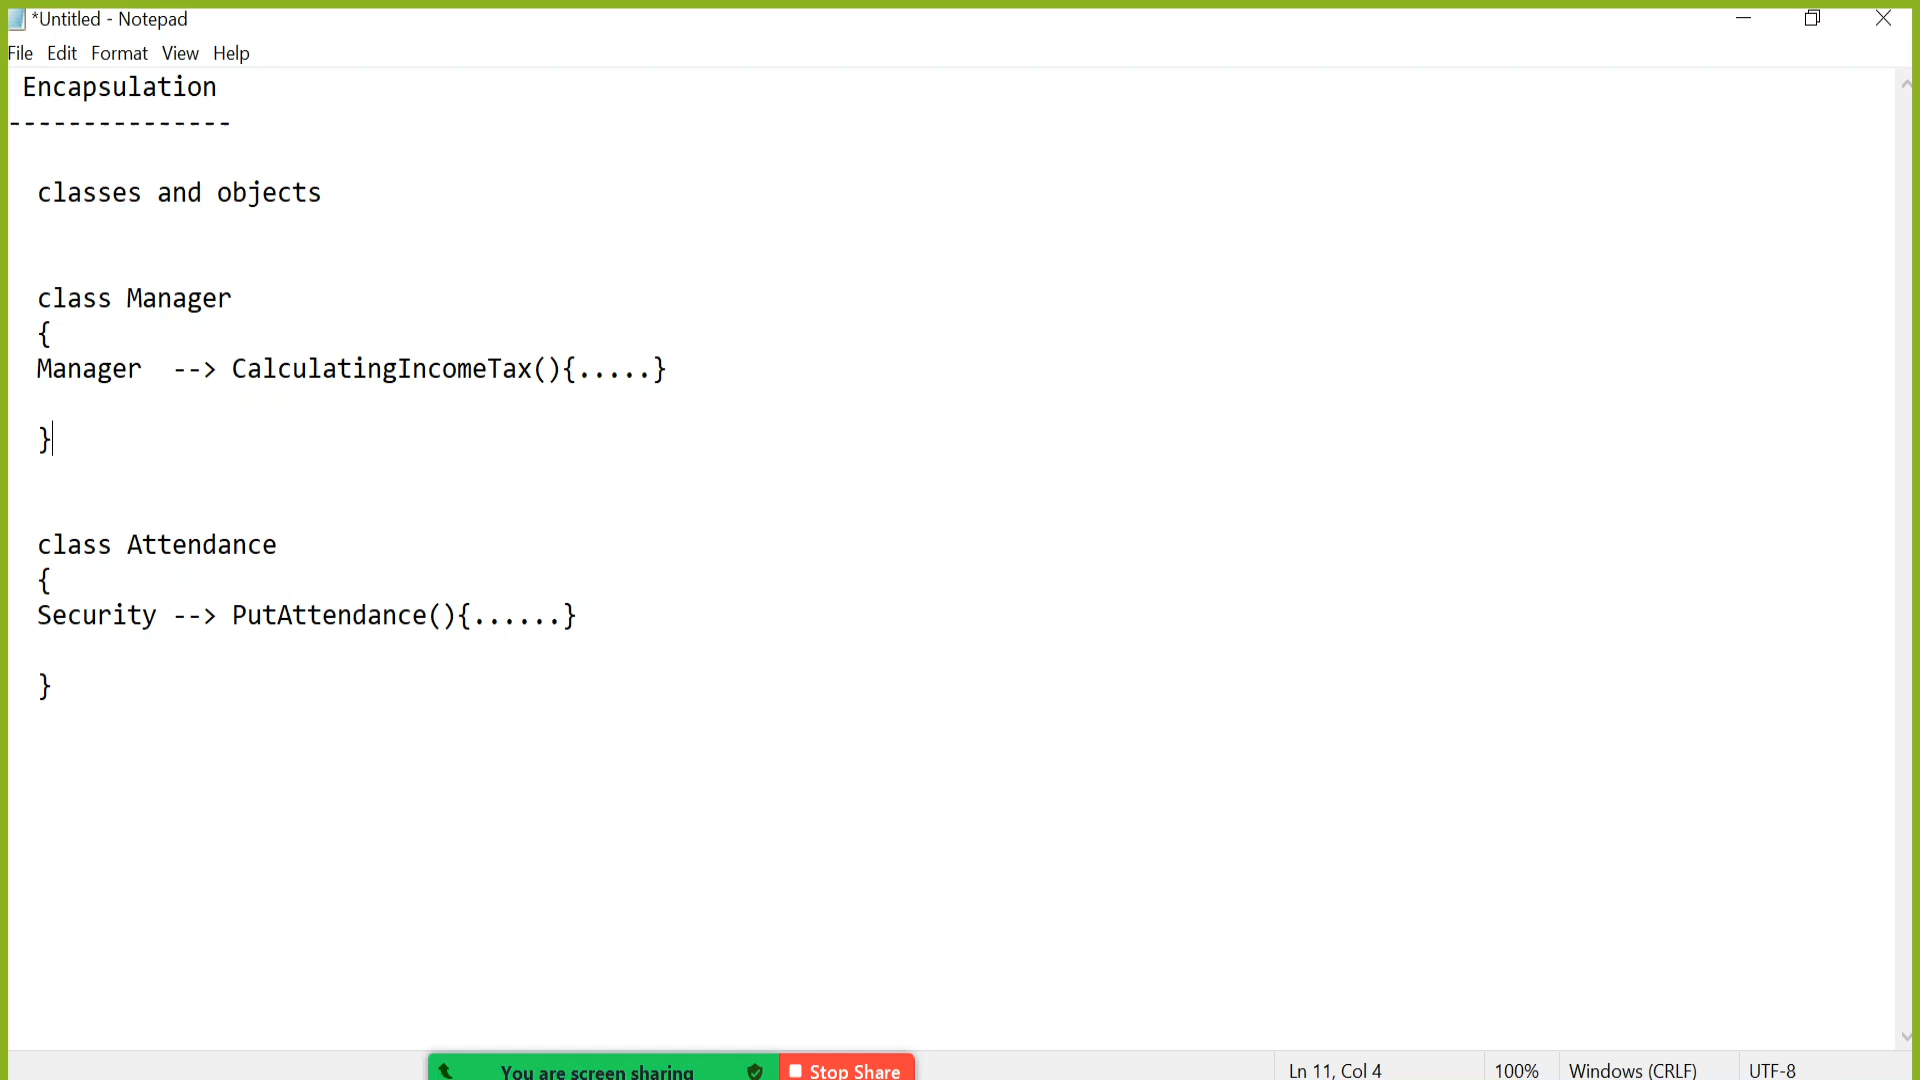 *Untitled - Notepad
File Edit Format View Help
Encapsulation
---------------
classes and objects
class Manager
{
Manager --> CalculatingIncomeTax(){.....}
}
class Attendance
{
Security --> PutAttendance(){......}
}
You are screen sharing Stop Share Ln 11, Col 4 100% Windows (CRLF) UTF-8